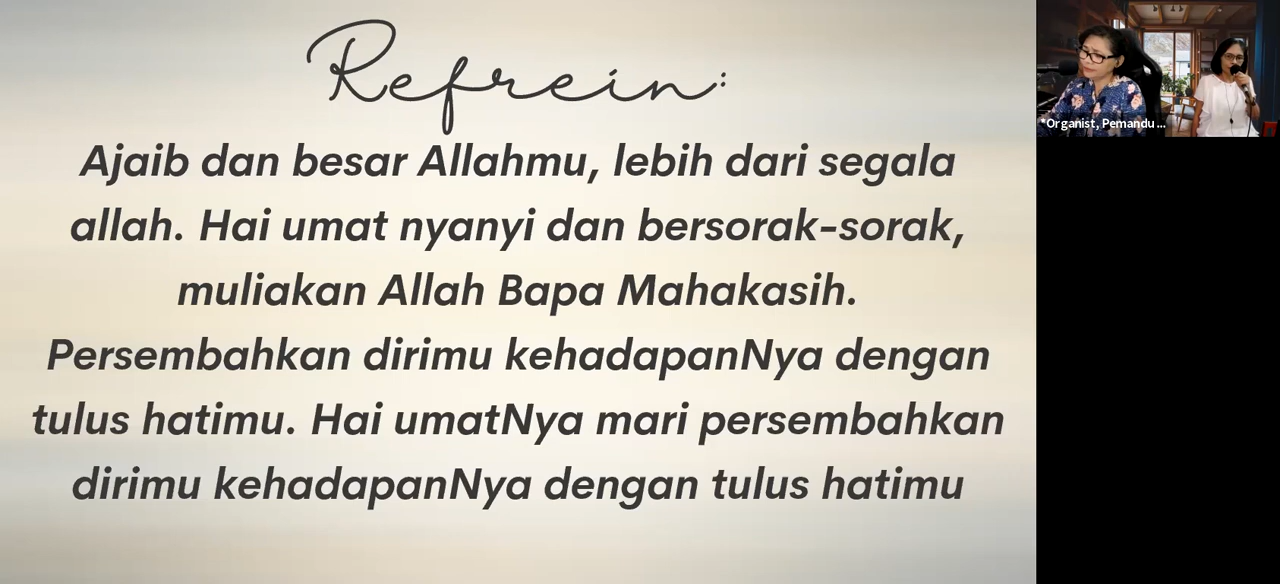 Refrein:
Ajaib dan besar Allahmu, lebih dari segala
allah. Hai umat nyanyi dan bersorak-sorak,
muliakan Allah Bapa Mahakasih.
Persembahkan dirimu kehadapanNya dengan
tulus hatimu. Hai umatNya mari persembahkan
dirimu kehadapanNya dengan tulus hatimu
*Organist, Pemandu ...